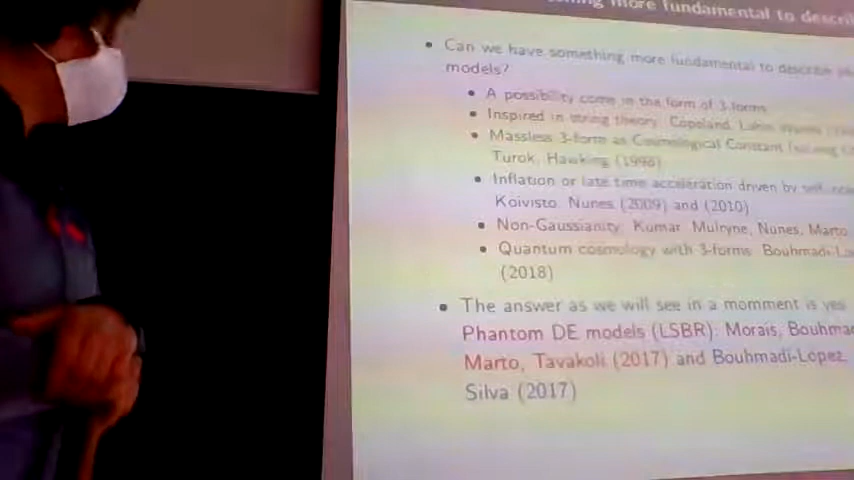 more fundamental to describ
• Can we have something more fundamental to describe
models?
• A possibility come in the form of 3-forms
• Inspired in string theory: Copeland, Lahiri, Wands
• Massless 3-form as Cosmological Constant
Turok, Hawking (1998)
• Inflation or late time acceleration driven by
Koivisto, Nunes (2009) and (2010)
• Non-Gaussianity: Kumar, Mulryne, Nunes, Marto
• Quantum cosmology with 3-forms: Bouhmadi-
(2018)
• The answer as we will see in a momment is yes
Phantom DE models (LSBR): Morais, Bouhma
Marto, Tavakoli (2017) and Bouhmadi-López
Silva (2017)